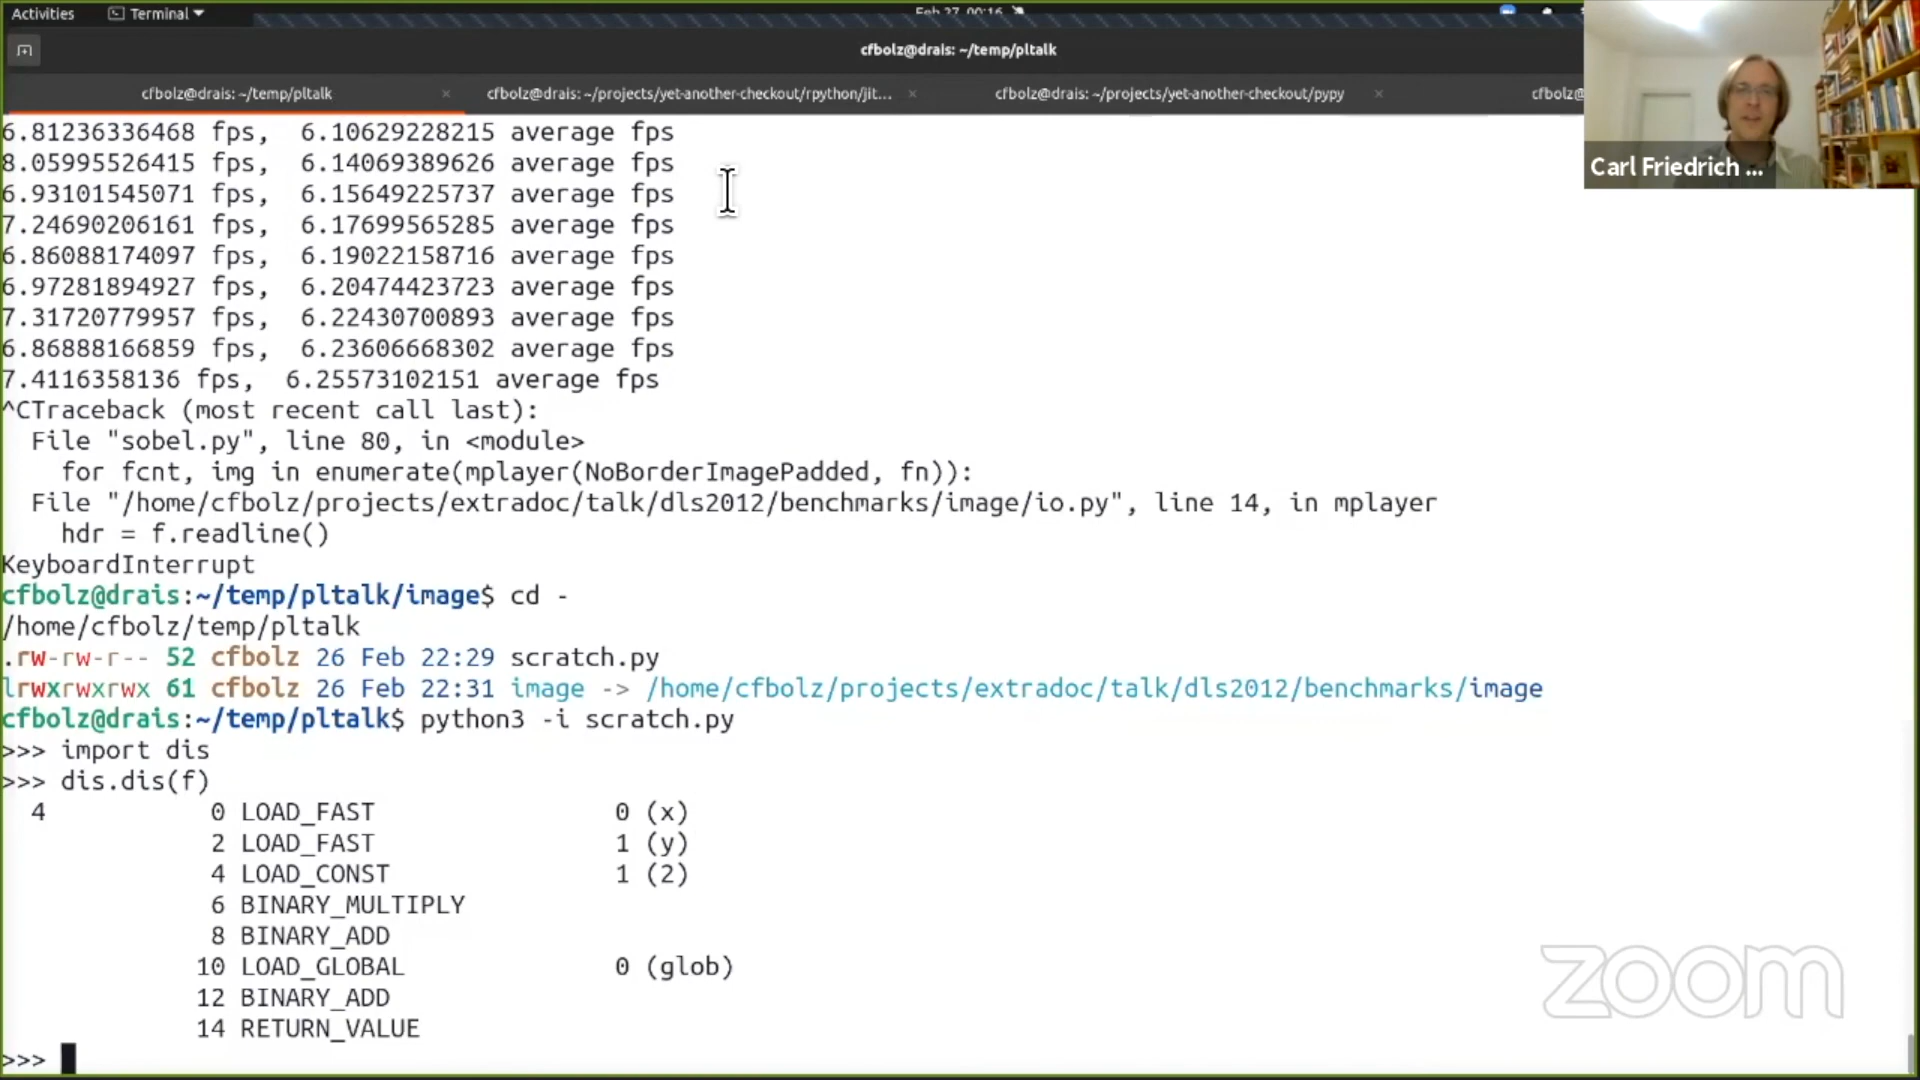 Activities
Terminal
Feb 27 00:16
cfbolz@drais: ~/temp/pltalk
cfbolz@drais: ~/temp/pltalk × cfbolz@drais: ~/projects/yet-another-checkout/rpython/jit... × cfbolz@drais: ~/projects/yet-another-checkout/pypy × cfbolz@
Carl Friedrich ...
6.81236336468 fps,  6.10629228215 average fps
8.05995526415 fps,  6.14069389626 average fps
6.93101545071 fps,  6.15649225737 average fps
7.24690206161 fps,  6.17699565285 average fps
6.86088174097 fps,  6.19022158716 average fps
6.97281894927 fps,  6.20474423723 average fps
7.31720779957 fps,  6.22430700893 average fps
6.86888166859 fps,  6.23606668302 average fps
7.4116358136 fps,  6.25573102151 average fps
^CTraceback (most recent call last):
  File "sobel.py", line 80, in <module>
    for fcnt, img in enumerate(mplayer(NoBorderImagePadded, fn)):
  File "/home/cfbolz/projects/extradoc/talk/dls2012/benchmarks/image/io.py", line 14, in mplayer
    hdr = f.readline()
KeyboardInterrupt
cfbolz@drais:~/temp/pltalk/image$ cd -
/home/cfbolz/temp/pltalk
.rw-rw-r-- 52 cfbolz 26 Feb 22:29 scratch.py
lrwxrwxrwx 61 cfbolz 26 Feb 22:31 image -> /home/cfbolz/projects/extradoc/talk/dls2012/benchmarks/image
cfbolz@drais:~/temp/pltalk$ python3 -i scratch.py
>>> import dis
>>> dis.dis(f)
  4           0 LOAD_FAST                0 (x)
              2 LOAD_FAST                1 (y)
              4 LOAD_CONST               1 (2)
              6 BINARY_MULTIPLY
              8 BINARY_ADD
             10 LOAD_GLOBAL              0 (glob)
             12 BINARY_ADD
             14 RETURN_VALUE
>>>
zoom